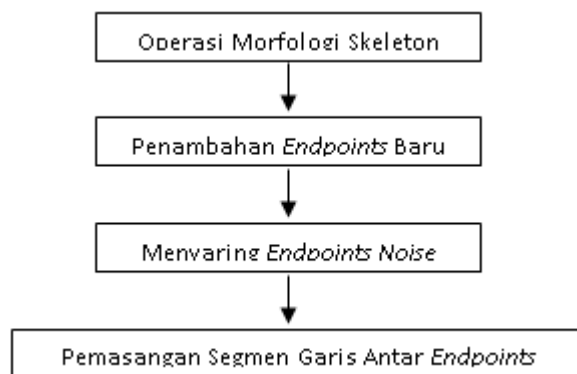 Operasi Morfologi Skeleton
Penambahan Endpoints Baru
Menyaring Endpoints Noise
Pemasangan Segmen Garis Antar Endpoints